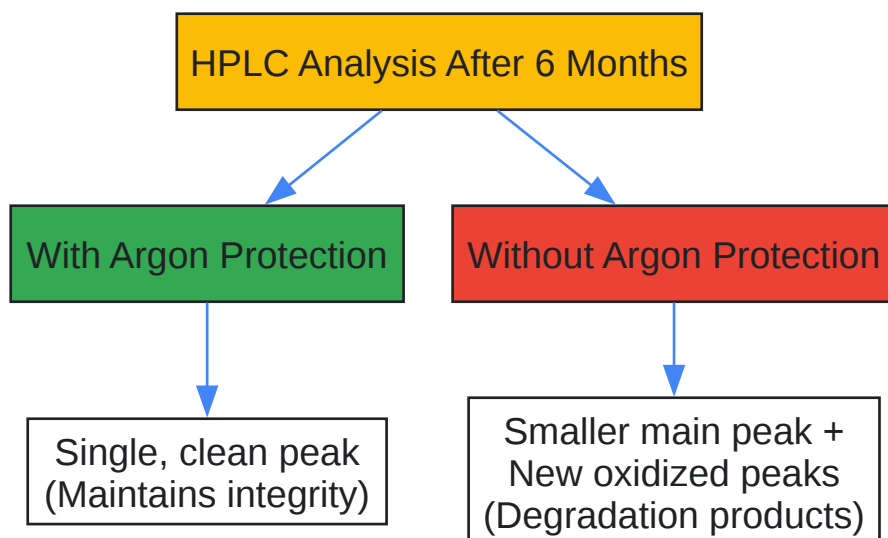 HPLC Analysis After 6 Months
With Argon Protection
Without Argon Protection
Single, clean peak
(Maintains integrity)
Smaller main peak +
New oxidized peaks
(Degradation products)